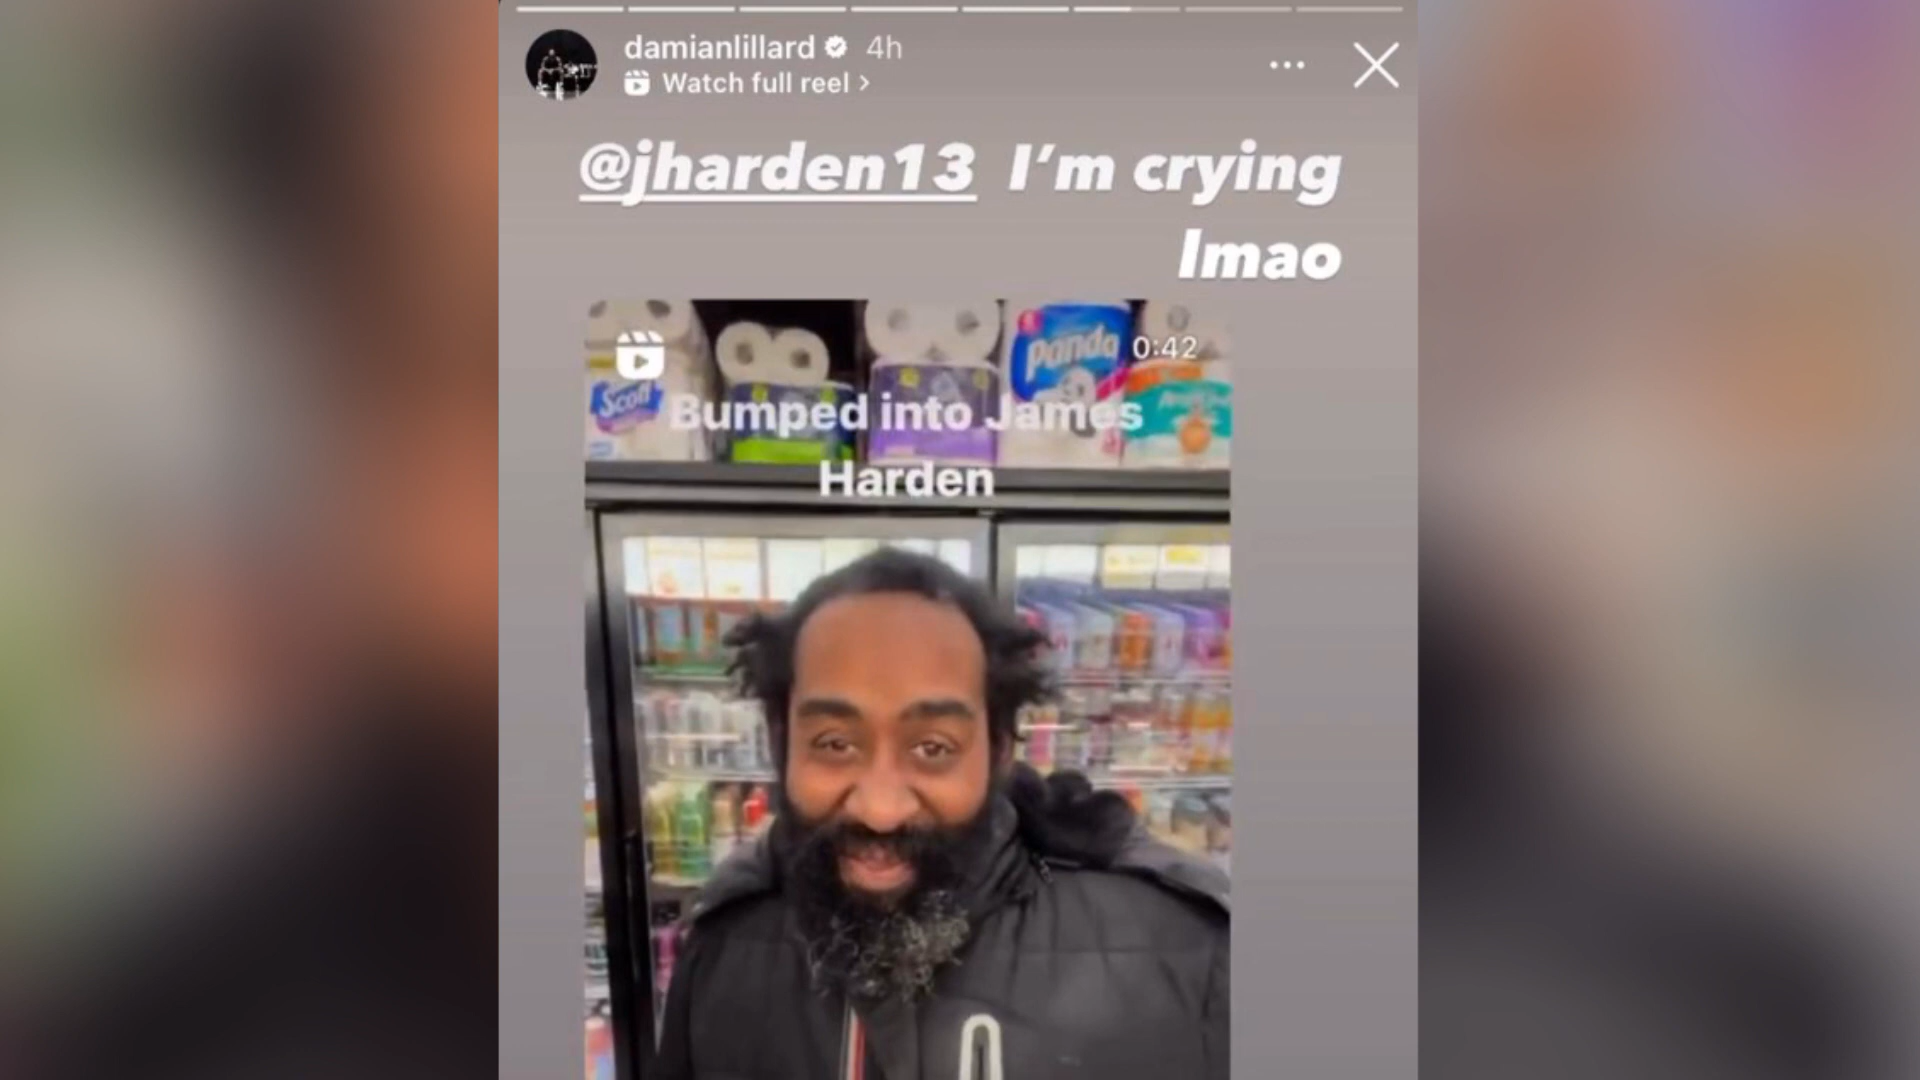 damianlillard 4h
Watch full reel >
@jharden13 I'm crying
lmao
Panda
0:42
Scott
Bumped into James
Harden